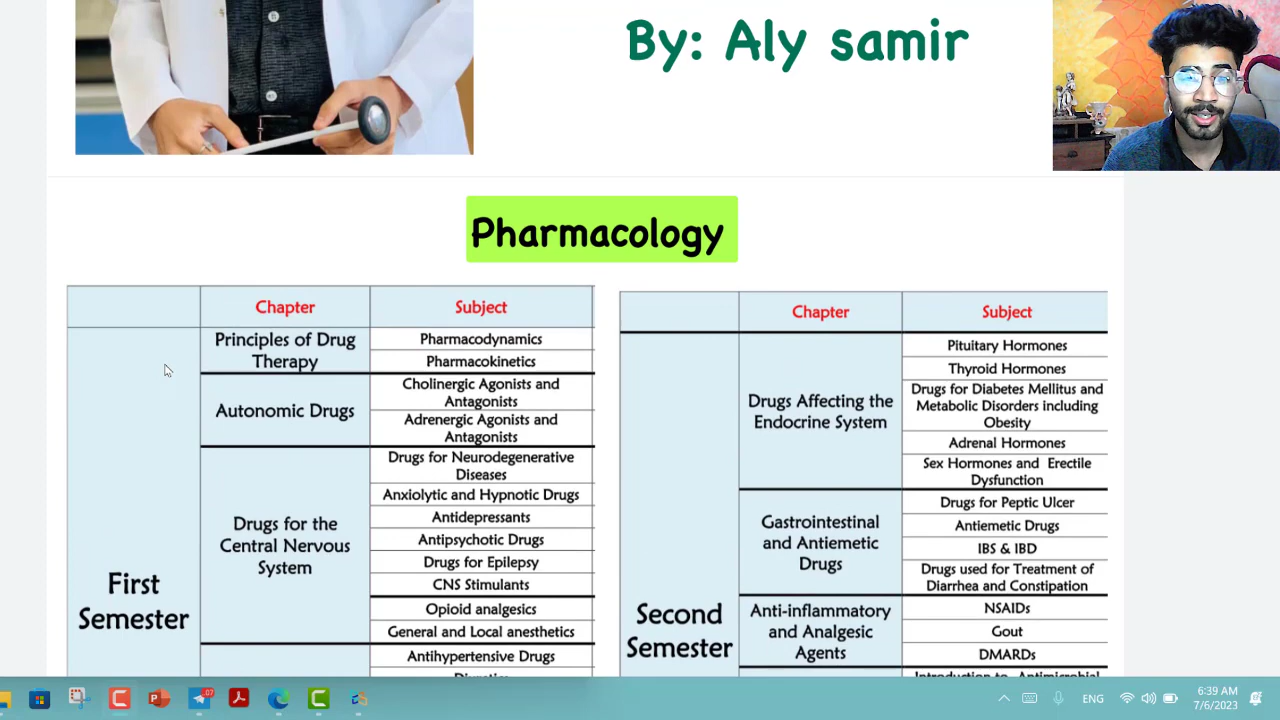 By: Aly samir
Pharmacology
Chapter
Subject
First
Semester
Principles of Drug
Therapy
Pharmacodynamics
Pharmacokinetics
Autonomic Drugs
Cholinergic Agonists and
Antagonists
Adrenergic Agonists and
Antagonists
Drugs for the
Central Nervous
System
Drugs for Neurodegenerative
Diseases
Anxiolytic and Hypnotic Drugs
Antidepressants
Antipsychotic Drugs
Drugs for Epilepsy
CNS Stimulants
Opioid analgesics
General and Local anesthetics
Antihypertensive Drugs
Chapter
Subject
Second
Semester
Drugs Affecting the
Endocrine System
Pituitary Hormones
Thyroid Hormones
Drugs for Diabetes Mellitus and
Metabolic Disorders including
Obesity
Adrenal Hormones
Sex Hormones and Erectile
Dysfunction
Gastrointestinal
and Antiemetic
Drugs
Drugs for Peptic Ulcer
Antiemetic Drugs
IBS & IBD
Drugs used for Treatment of
Diarrhea and Constipation
Anti-inflammatory
and Analgesic
Agents
NSAIDs
Gout
DMARDs
Introduction to Antimicrobial
.07
ENG
6:39 AM
7/6/2023